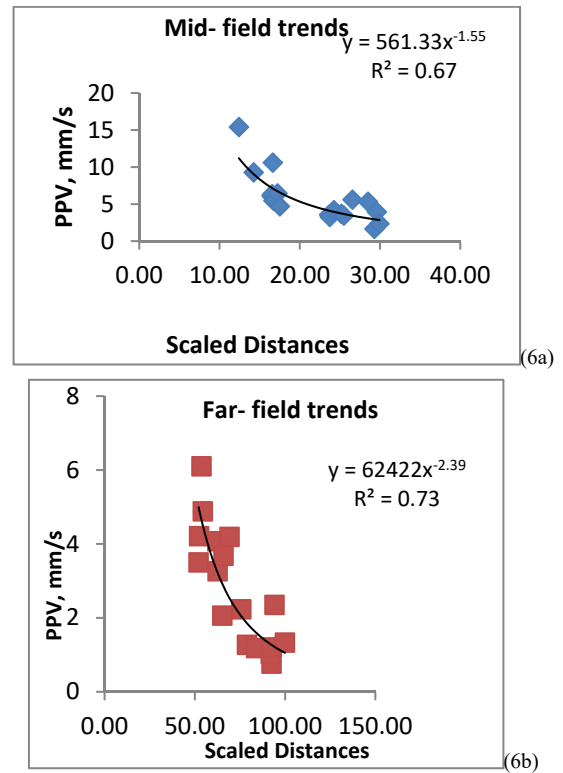 Mid- field trends
y = 561.33x^-1.55
R² = 0.67
PPV, mm/s
20
15
10
5
0
0.00 10.00 20.00 30.00 40.00
Scaled Distances
(6a)
Far- field trends
y = 62422x^-2.39
R² = 0.73
PPV, mm/s
8
6
4
2
0
0.00 50.00 100.00 150.00
Scaled Distances
(6b)